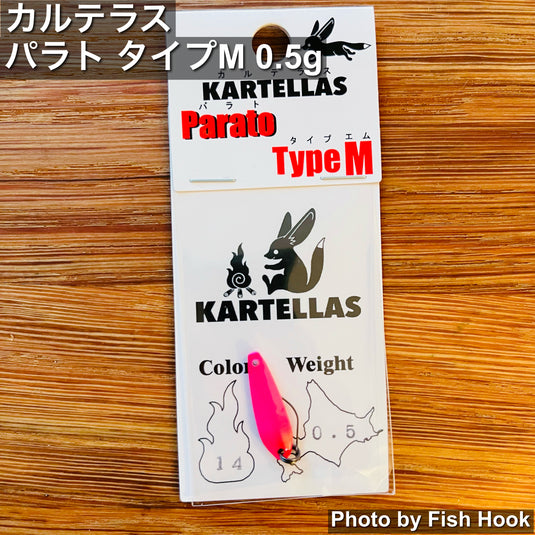 カルテラス
パラト タイプM 0.5g
カルテラス
KARTELLAS
パラト
Parato
タイプエム
Type M
KARTELLAS
Color Weight
14 0.5
Photo by Fish Hook